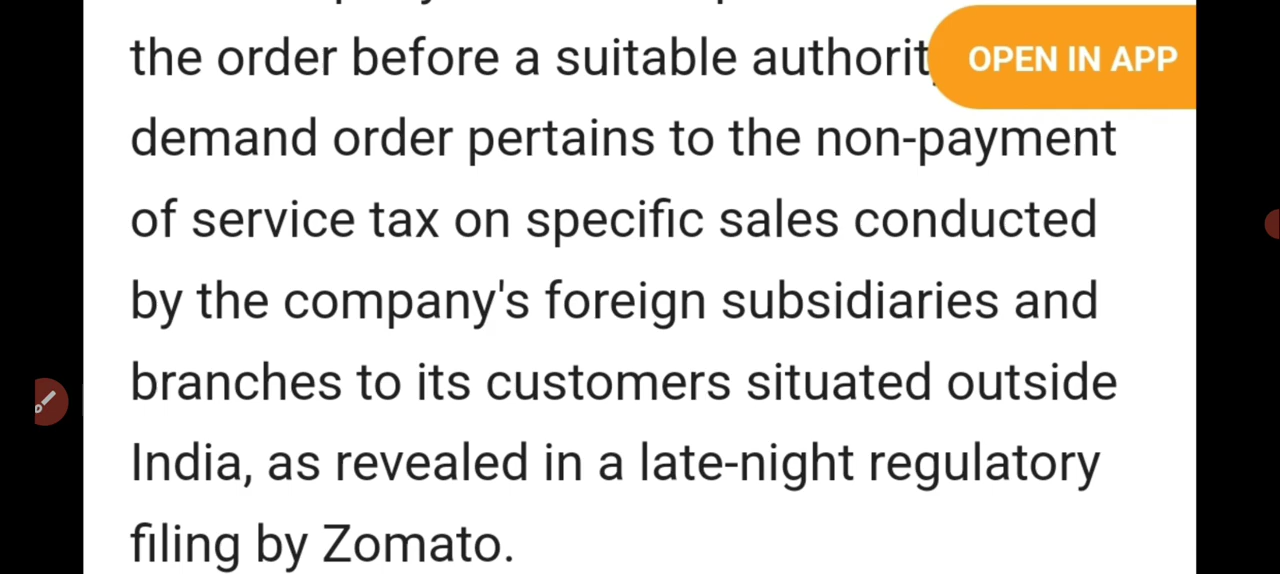 the order before a suitable
OPEN IN APP
demand order pertains to the non-payment
of service tax on specific sales conducted
by the company's foreign subsidiaries and
branches to its customers situated outside
India, as revealed in a late-night regulatory
filing by Zomato.